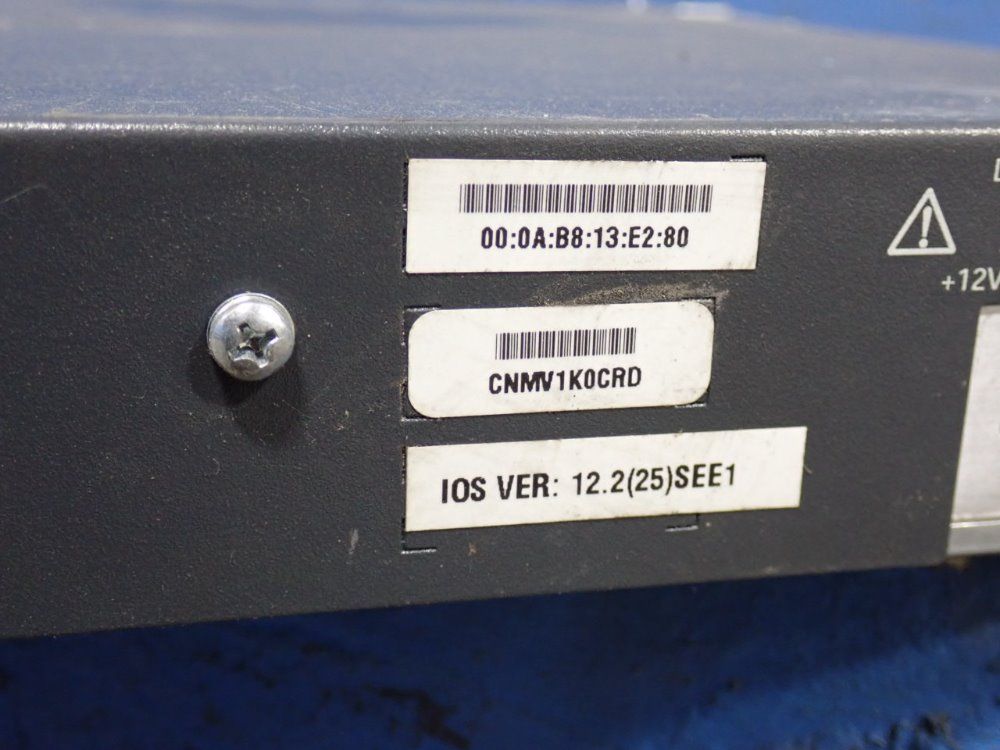 00:0A:B8:13:E2:80
CNMV1K0CRD
IOS VER: 12.2(25)SEE1
+12V